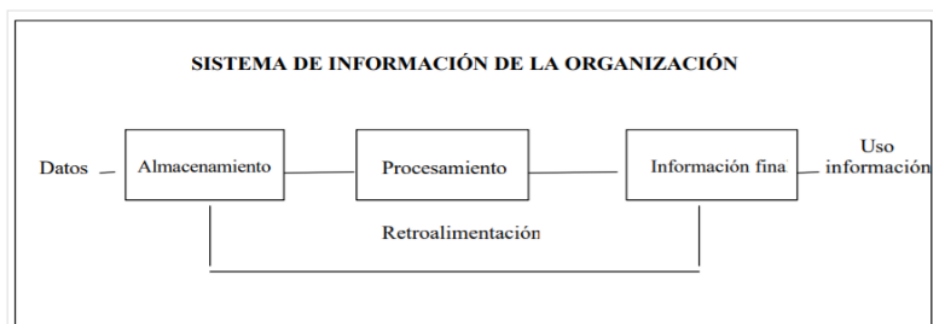 SISTEMA DE INFORMACIÓN DE LA ORGANIZACIÓN
Datos
Almacenamiento
Procesamiento
Información fina
Uso
información
Retroalimentación